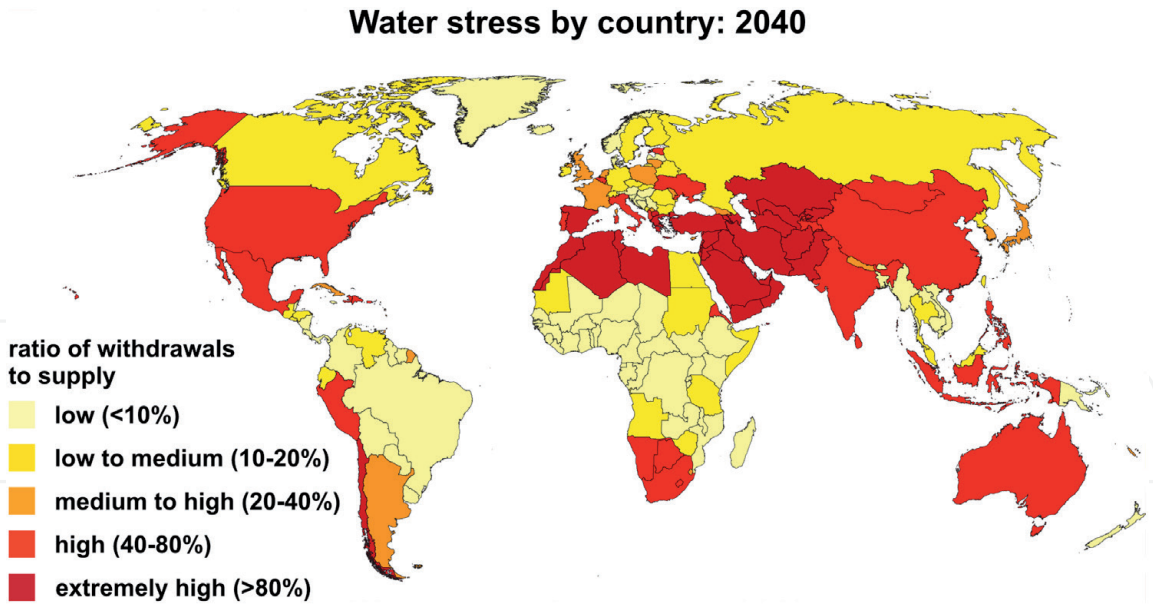 Water stress by country: 2040
ratio of withdrawals
to supply
low (<10%)
low to medium (10-20%)
medium to high (20-40%)
high (40-80%)
extremely high (>80%)